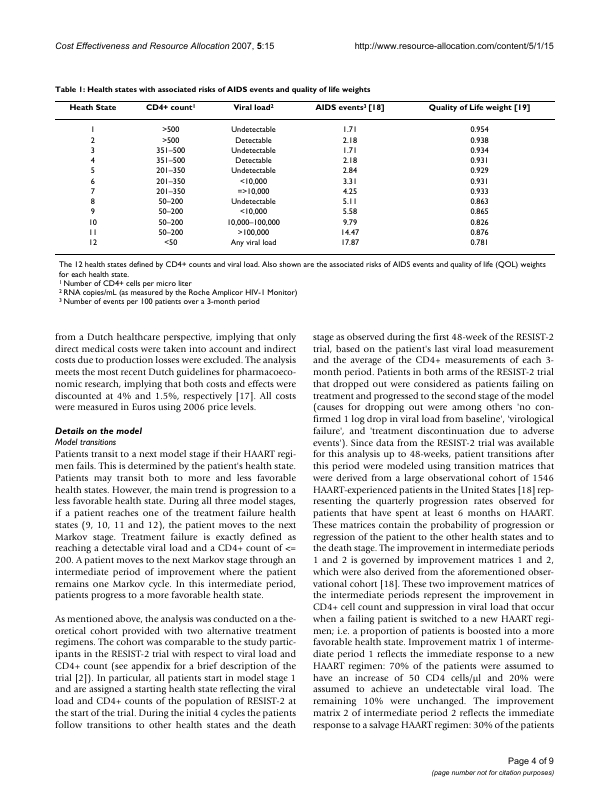 Cost Effectiveness and Resource Allocation 2007, 5:15
http://www.resource-allocation.com/content/5/1/15
Table 1: Health states with associated risks of AIDS events and quality of life weights
Heath State CD4+ count1 Viral load2 AIDS events3 [18] Quality of Life weight [19]
1 >500 Undetectable 1.71 0.954
2 >500 Detectable 2.18 0.938
3 351–500 Undetectable 1.71 0.934
4 351–500 Detectable 2.18 0.931
5 201–350 Undetectable 2.84 0.929
6 201–350 <10,000 3.31 0.931
7 201–350 =>10,000 4.25 0.933
8 50–200 Undetectable 5.11 0.863
9 50–200 <10,000 5.58 0.865
10 50–200 10,000–100,000 9.79 0.826
11 50–200 >100,000 14.47 0.876
12 <50 Any viral load 17.87 0.781
The 12 health states defined by CD4+ counts and viral load. Also shown are the associated risks of AIDS events and quality of life (QOL) weights
for each health state.
1 Number of CD4+ cells per micro liter
2 RNA copies/mL (as measured by the Roche Amplicor HIV-1 Monitor)
3 Number of events per 100 patients over a 3-month period
from a Dutch healthcare perspective, implying that only
direct medical costs were taken into account and indirect
costs due to production losses were excluded. The analysis
meets the most recent Dutch guidelines for pharmacoeco-
nomic research, implying that both costs and effects were
discounted at 4% and 1.5%, respectively [17]. All costs
were measured in Euros using 2006 price levels.
Details on the model
Model transitions
Patients transit to a next model stage if their HAART regi-
men fails. This is determined by the patient's health state.
Patients may transit both to more and less favorable
health states. However, the main trend is progression to a
less favorable health state. During all three model stages,
if a patient reaches one of the treatment failure health
states (9, 10, 11 and 12), the patient moves to the next
Markov stage. Treatment failure is exactly defined as
reaching a detectable viral load and a CD4+ count of <=
200. A patient moves to the next Markov stage through an
intermediate period of improvement where the patient
remains one Markov cycle. In this intermediate period,
patients progress to a more favorable health state.
As mentioned above, the analysis was conducted on a the-
oretical cohort provided with two alternative treatment
regimens. The cohort was comparable to the study partic-
ipants in the RESIST-2 trial with respect to viral load and
CD4+ count (see appendix for a brief description of the
trial [2]). In particular, all patients start in model stage 1
and are assigned a starting health state reflecting the viral
load and CD4+ counts of the population of RESIST-2 at
the start of the trial. During the initial 4 cycles the patients
follow transitions to other health states and the death
stage as observed during the first 48-week of the RESIST-2
trial, based on the patient's last viral load measurement
and the average of the CD4+ measurements of each 3-
month period. Patients in both arms of the RESIST-2 trial
that dropped out were considered as patients failing on
treatment and progressed to the second stage of the model
(causes for dropping out were among others 'no con-
firmed 1 log drop in viral load from baseline', 'virological
failure', and 'treatment discontinuation due to adverse
events'). Since data from the RESIST-2 trial was available
for this analysis up to 48-weeks, patient transitions after
this period were modeled using transition matrices that
were derived from a large observational cohort of 1546
HAART-experienced patients in the United States [18] rep-
resenting the quarterly progression rates observed for
patients that have spent at least 6 months on HAART.
These matrices contain the probability of progression or
regression of the patient to the other health states and to
the death stage. The improvement in intermediate periods
1 and 2 is governed by improvement matrices 1 and 2,
which were also derived from the aforementioned obser-
vational cohort [18]. These two improvement matrices of
the intermediate periods represent the improvement in
CD4+ cell count and suppression in viral load that occur
when a failing patient is switched to a new HAART regi-
men; i.e. a proportion of patients is boosted into a more
favorable health state. Improvement matrix 1 of interme-
diate period 1 reflects the immediate response to a new
HAART regimen: 70% of the patients were assumed to
have an increase of 50 CD4 cells/μl and 20% were
assumed to achieve an undetectable viral load. The
remaining 10% were unchanged. The improvement
matrix 2 of intermediate period 2 reflects the immediate
response to a salvage HAART regimen: 30% of the patients
Page 4 of 9
(page number not for citation purposes)